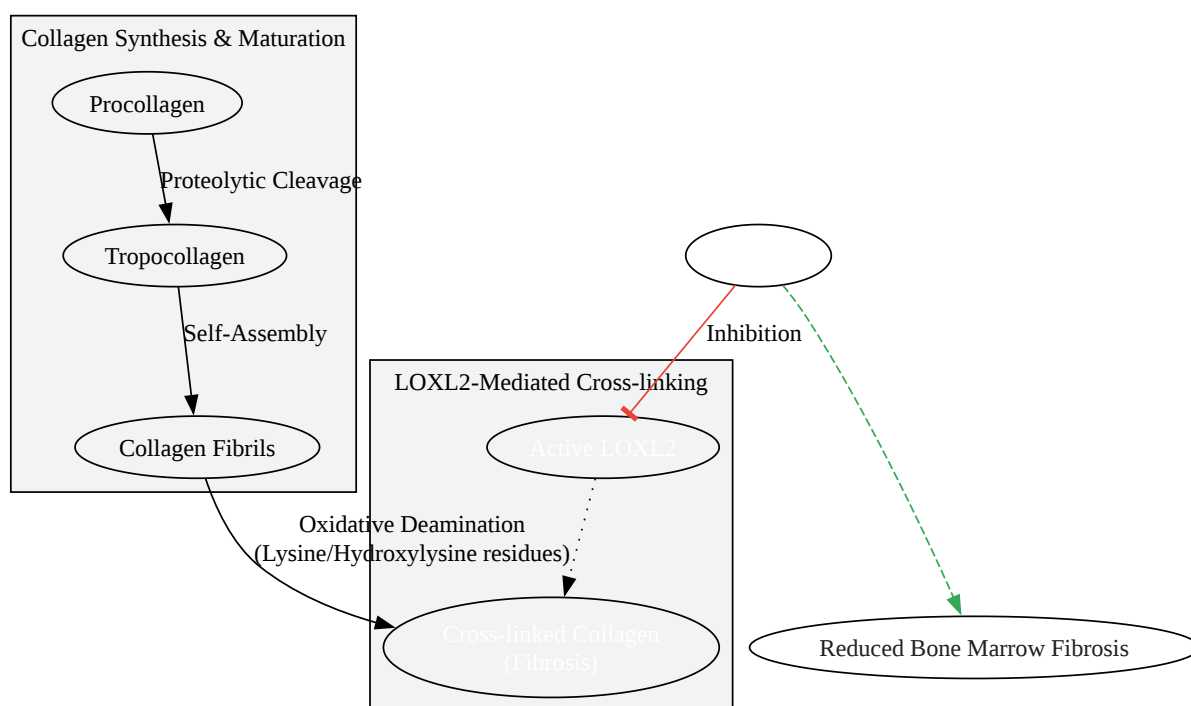 Collagen Synthesis & Maturation
Procollagen
Proteolytic Cleavage
Tropocollagen
Self-Assembly
Inhibition
LOXL2-Mediated Cross-linking
Collagen Fibrils
Active LOXL2
Oxidative Deamination
(Lysine/Hydroxylysine residues)
Cross-linked Collagen
(Fibrosis)
Reduced Bone Marrow Fibrosis